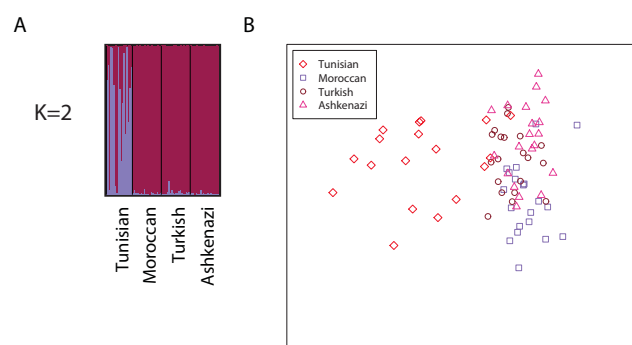 A
K=2
Tunisian
Moroccan
Turkish
Ashkenazi
B
Tunisian
Moroccan
Turkish
Ashkenazi